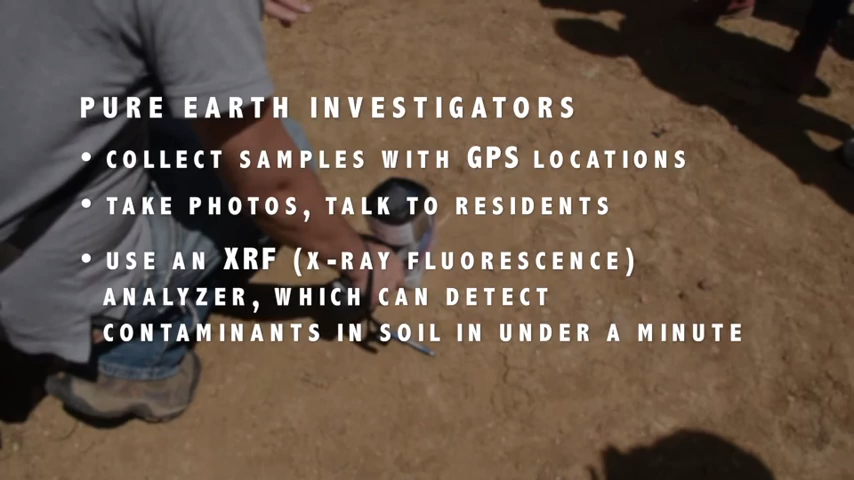 PURE EARTH INVESTIGATORS
• COLLECT SAMPLES WITH GPS LOCATIONS
• TAKE PHOTOS, TALK TO RESIDENTS
• USE AN XRF (X-RAY FLUORESCENCE)
ANALYZER, WHICH CAN DETECT
CONTAMINANTS IN SOIL IN UNDER A MINUTE